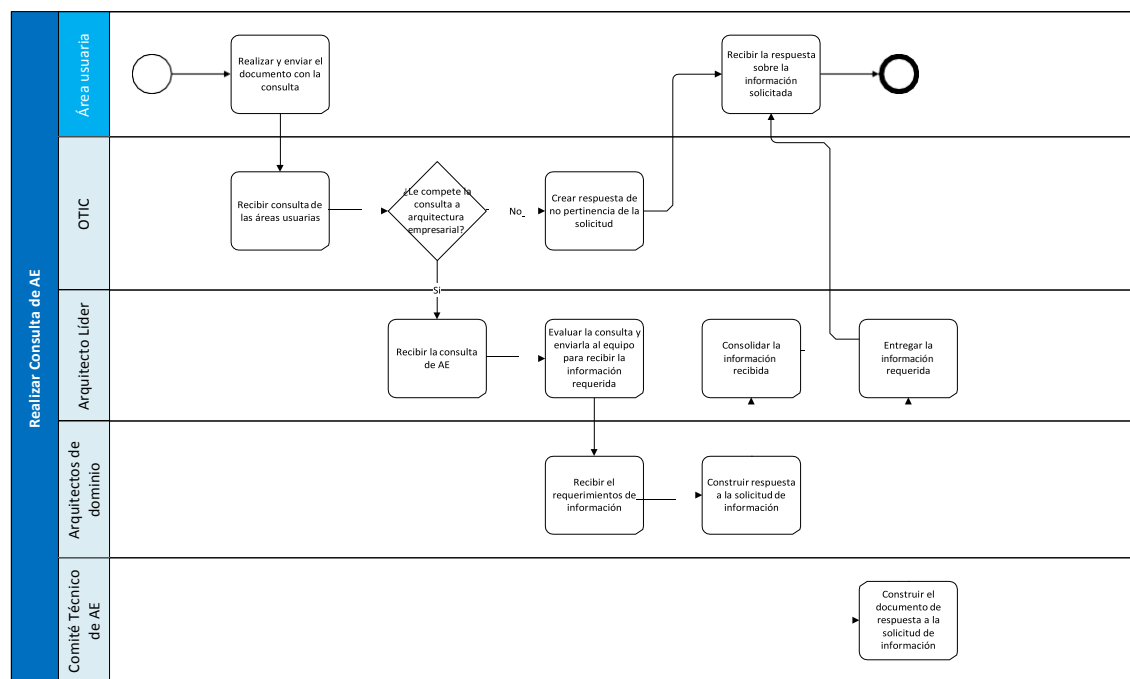 Realizar Consulta de AE
Área usuaria
Realizar y enviar el
documento con la
consulta
Recibir la respuesta
sobre la
información
solicitada
OTIC
Recibir consulta de
las áreas usuarias
¿Le compete la
consulta a
arquitectura
empresarial?
No
Crear respuesta de
no pertinencia de la
solicitud
Si
Arquitecto Líder
Recibir la consulta
de AE
Evaluar la consulta y
enviarla al equipo
para recibir la
información
requerida
Consolidar la
información
recibida
Entregar la
información
requerida
Arquitectos de
dominio
Recibir el
requerimientos de
información
Construir respuesta
a la solicitud de
información
Comité Técnico
de AE
Construir el
documento de
respuesta a la
solicitud de
información